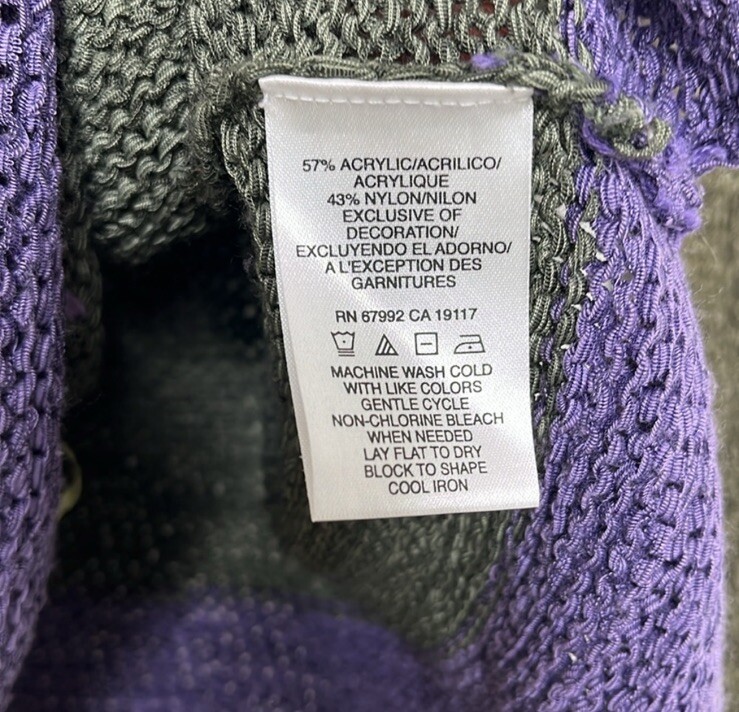 57% ACRYLIC/ACRILICO/
ACRYLIQUE
43% NYLON/NILON
EXCLUSIVE OF
DECORATION/
EXCLUYENDO EL ADORNO/
A L'EXCEPTION DES
GARNITURES
RN 67992 CA 19117
MACHINE WASH COLD
WITH LIKE COLORS
GENTLE CYCLE
NON-CHLORINE BLEACH
WHEN NEEDED
LAY FLAT TO DRY
BLOCK TO SHAPE
COOL IRON